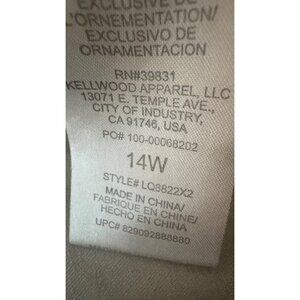 EXCLUSIVE DE
L'ORNEMENTATION/
EXCLUSIVO DE
ORNAMENTACION
RN#39831
KELLWOOD APPAREL, LLC
13071 E. TEMPLE AVE.,
CITY OF INDUSTRY,
CA 91746, USA
PO# 100-00068202
14W
STYLE# LQ8822X2
MADE IN CHINA/
FABRIQUE EN CHINE/
HECHO EN CHINA
UPC# 829092888880